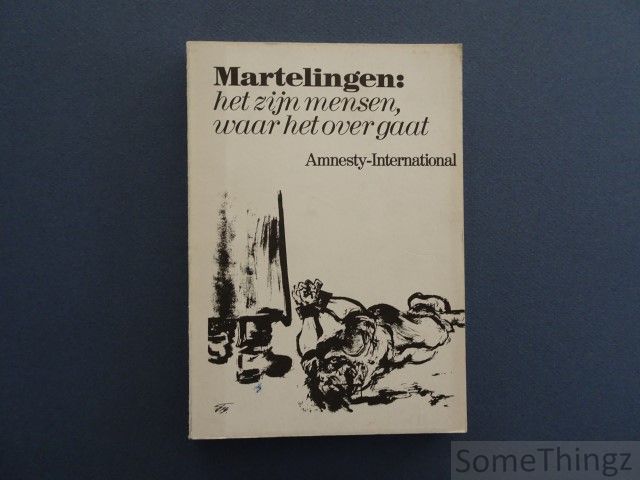 Martelingen:
het zijn mensen,
waar het over gaat
Amnesty-International
SomeThingz